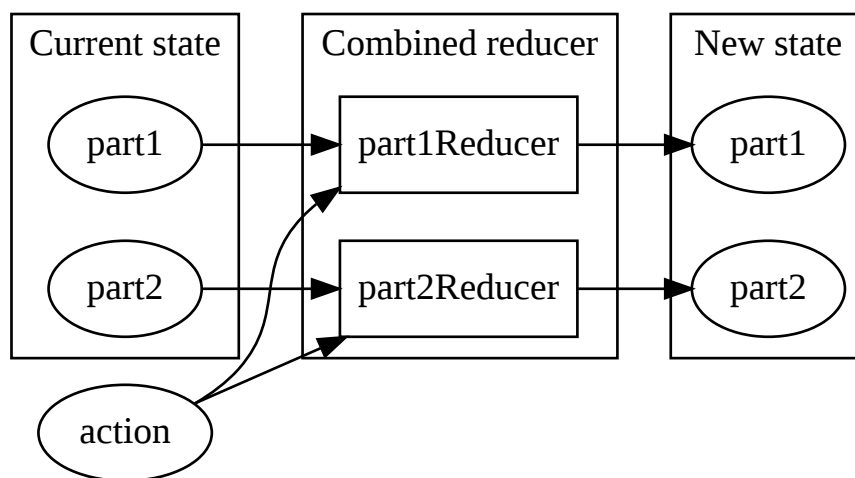 Current state
Combined reducer
New state
part1
part1Reducer
part1
part2
part2Reducer
part2
action